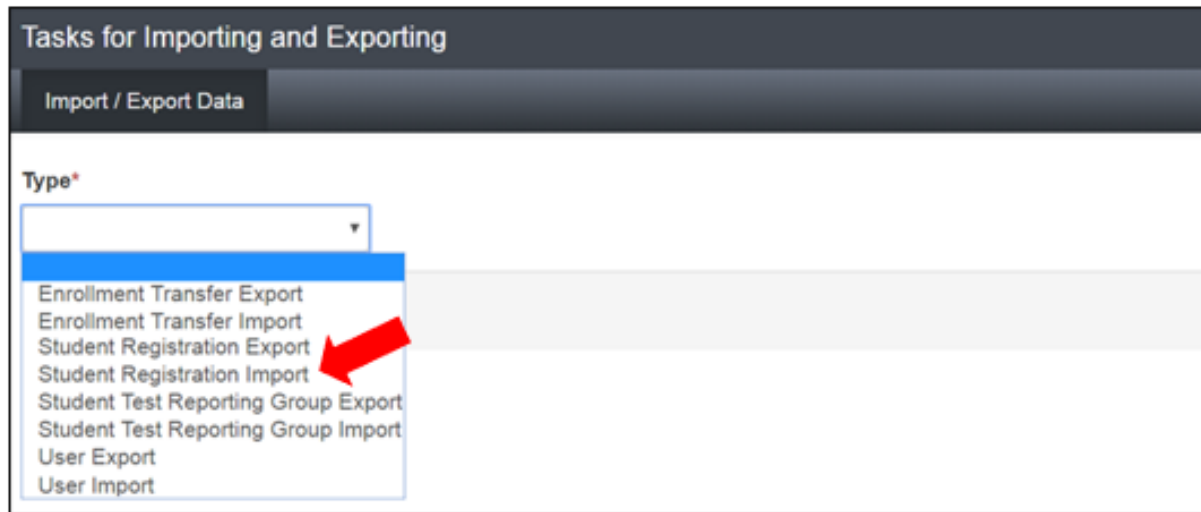 Tasks for Importing and Exporting
Import / Export Data
Type*
Enrollment Transfer Export
Enrollment Transfer Import
Student Registration Export
Student Registration Import
Student Test Reporting Group Export
Student Test Reporting Group Import
User Export
User Import